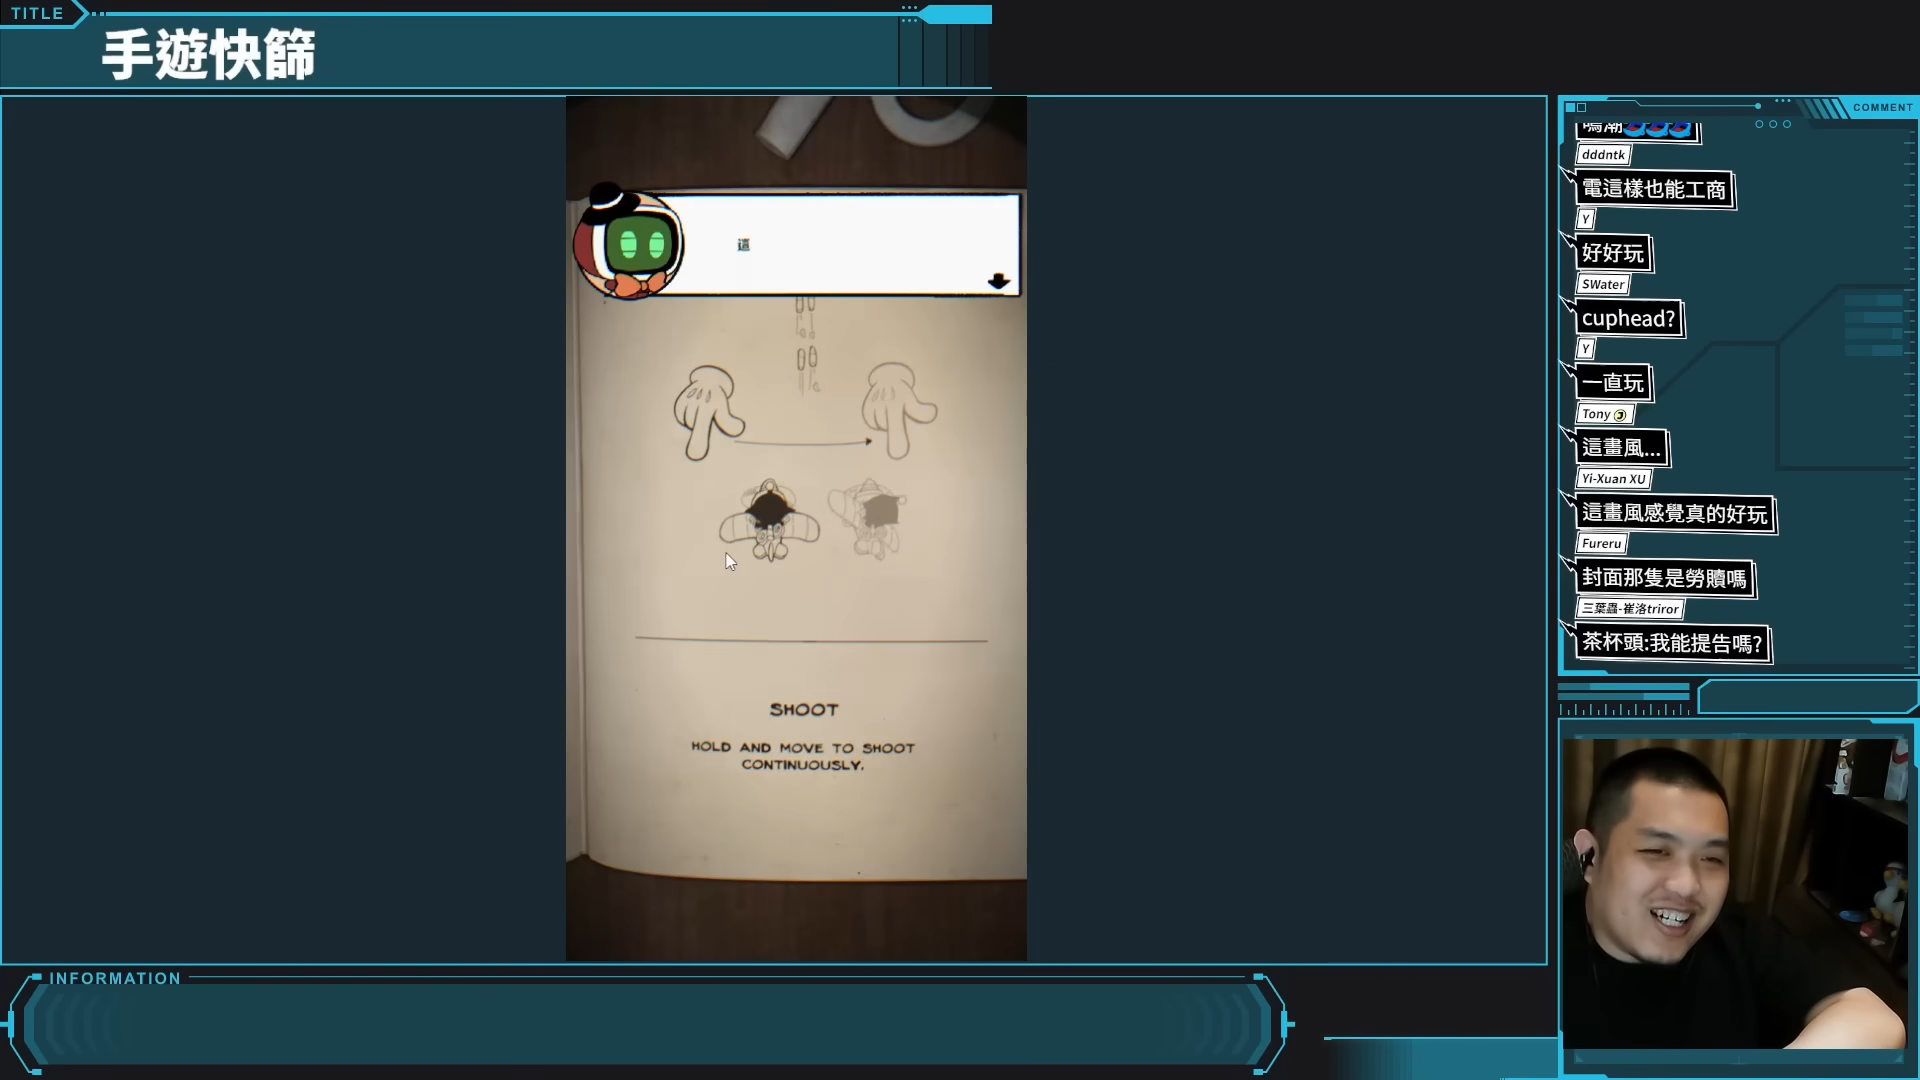 TITLE
手遊快篩
COMMENT
鳴潮
dddntk
電這樣也能工商
Y
好好玩
SWater
cuphead?
Y
一直玩
Tony
這畫風...
Yi-Xuan XU
這畫風感覺真的好玩
Fureru
封面那隻是勞贖嗎
三葉蟲-崔洛triror
茶杯頭:我能提告嗎?
這
SHOOT
HOLD AND MOVE TO SHOOT
CONTINUOUSLY.
INFORMATION